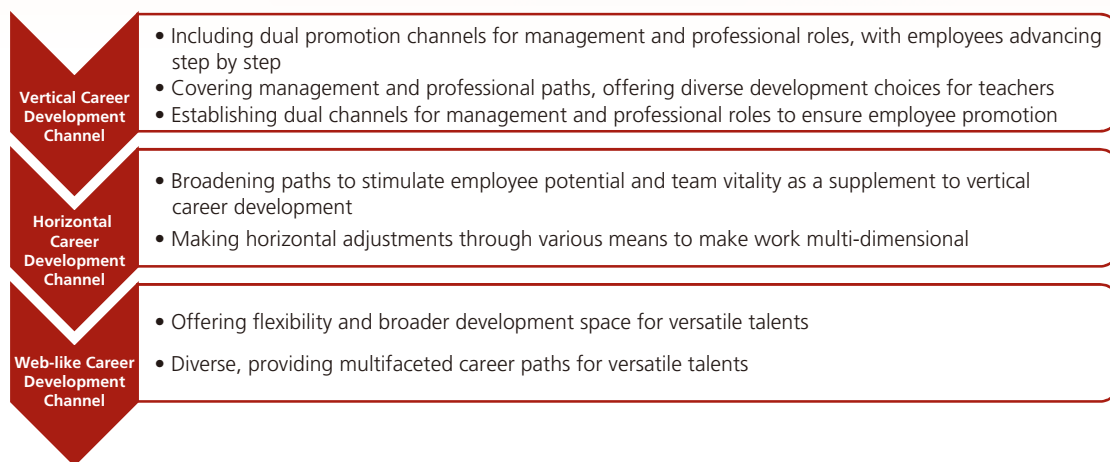 Vertical Career
Development
Channel
• Including dual promotion channels for management and professional roles, with employees advancing
step by step
• Covering management and professional paths, offering diverse development choices for teachers
• Establishing dual channels for management and professional roles to ensure employee promotion
Horizontal
Career
Development
Channel
• Broadening paths to stimulate employee potential and team vitality as a supplement to vertical
career development
• Making horizontal adjustments through various means to make work multi-dimensional
Web-like Career
Development
Channel
• Offering flexibility and broader development space for versatile talents
• Diverse, providing multifaceted career paths for versatile talents